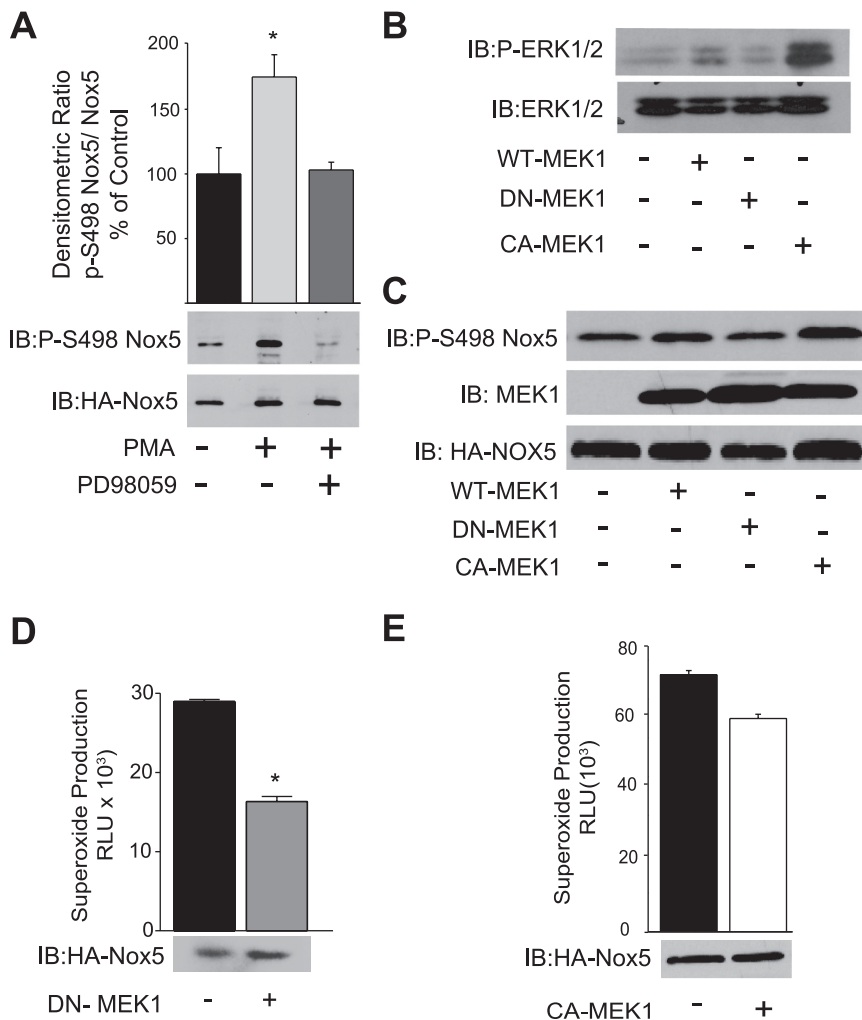 A
Densitometric Ratio
p-S498 Nox5/ Nox5
% of Control
200
150
100
50
*
IB:P-S498 Nox5
IB:HA-Nox5
PMA - + +
PD98059 - - +
B
IB:P-ERK1/2
IB:ERK1/2
WT-MEK1 - + - -
DN-MEK1 - - + -
CA-MEK1 - - - +
C
IB:P-S498 Nox5
IB: MEK1
IB: HA-NOX5
WT-MEK1 - + - -
DN-MEK1 - - + -
CA-MEK1 - - - +
D
Superoxide Production
RLU x 10³)
30
20
10
0
*
IB:HA-Nox5
DN- MEK1 - +
E
Superoxide Production
RLU(10³)
80
60
40
20
0
IB:HA-Nox5
CA-MEK1 - +